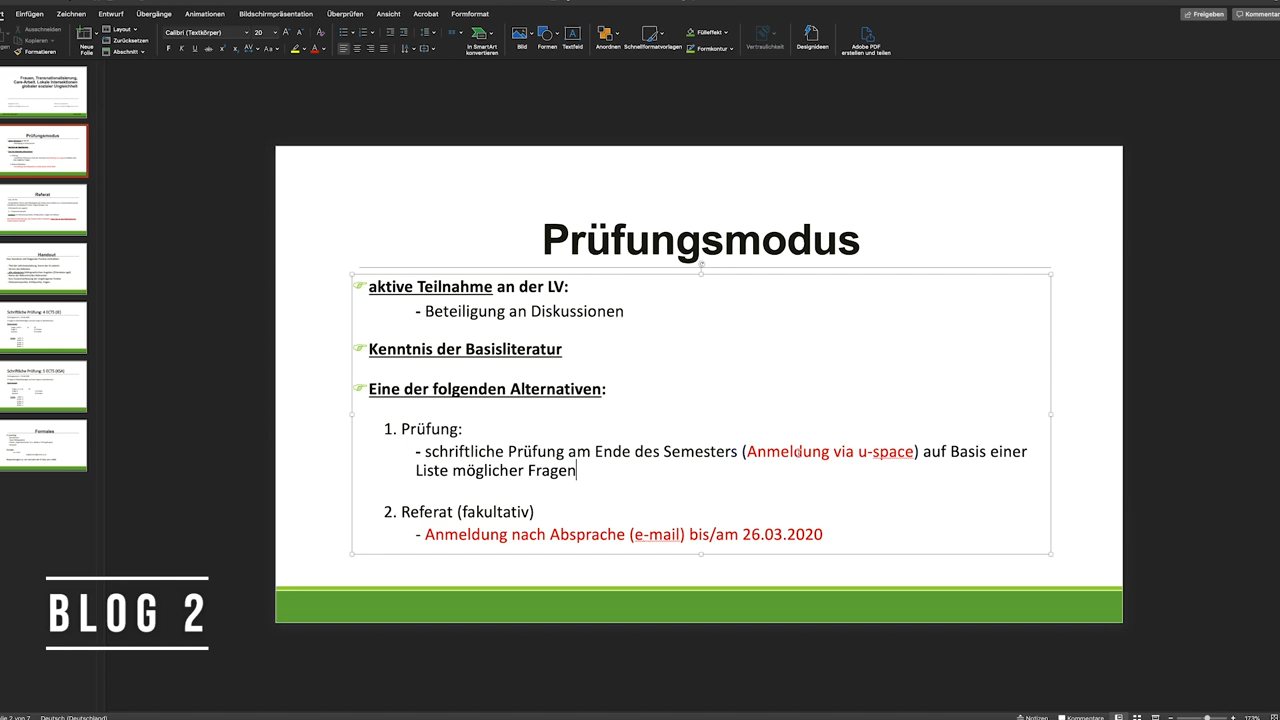 Einfügen Zeichnen Entwurf Übergänge Animationen Bildschirmpräsentation Überprüfen Ansicht Acrobat Formformat
Freigeben Kommentar
Ausschneiden
Kopieren
Formatieren
Neue Folie
Layout
Zurücksetzen
Abschnitt
Calibri (Textkörper) 20
In SmartArt konvertieren
Bild Formen Textfeld
Anordnen Schnellformatvorlagen
Fülleffekt
Formkontur
Vertraulichkeit
Designideen
Adobe PDF erstellen und teilen
Frauen, Transnationalisierung,
Care-Arbeit. Lokale Intersektionen
globaler sozialer Ungleichheit
Prüfungsmodus
Referat
Handout
Schriftliche Prüfung: 4 ECTS
Schriftliche Prüfung: 5 ECTS (KSA)
Formales
Prüfungsmodus
aktive Teilnahme an der LV:
- Beteiligung an Diskussionen
Kenntnis der Basisliteratur
Eine der folgenden Alternativen:
1. Prüfung:
- schriftliche Prüfung am Ende des Semesters (Anmeldung via u-space) auf Basis einer
Liste möglicher Fragen
2. Referat (fakultativ)
- Anmeldung nach Absprache (e-mail) bis/am 26.03.2020
BLOG 2
2 von 7 Deutsch (Deutschland)
Notizen Kommentare 173%